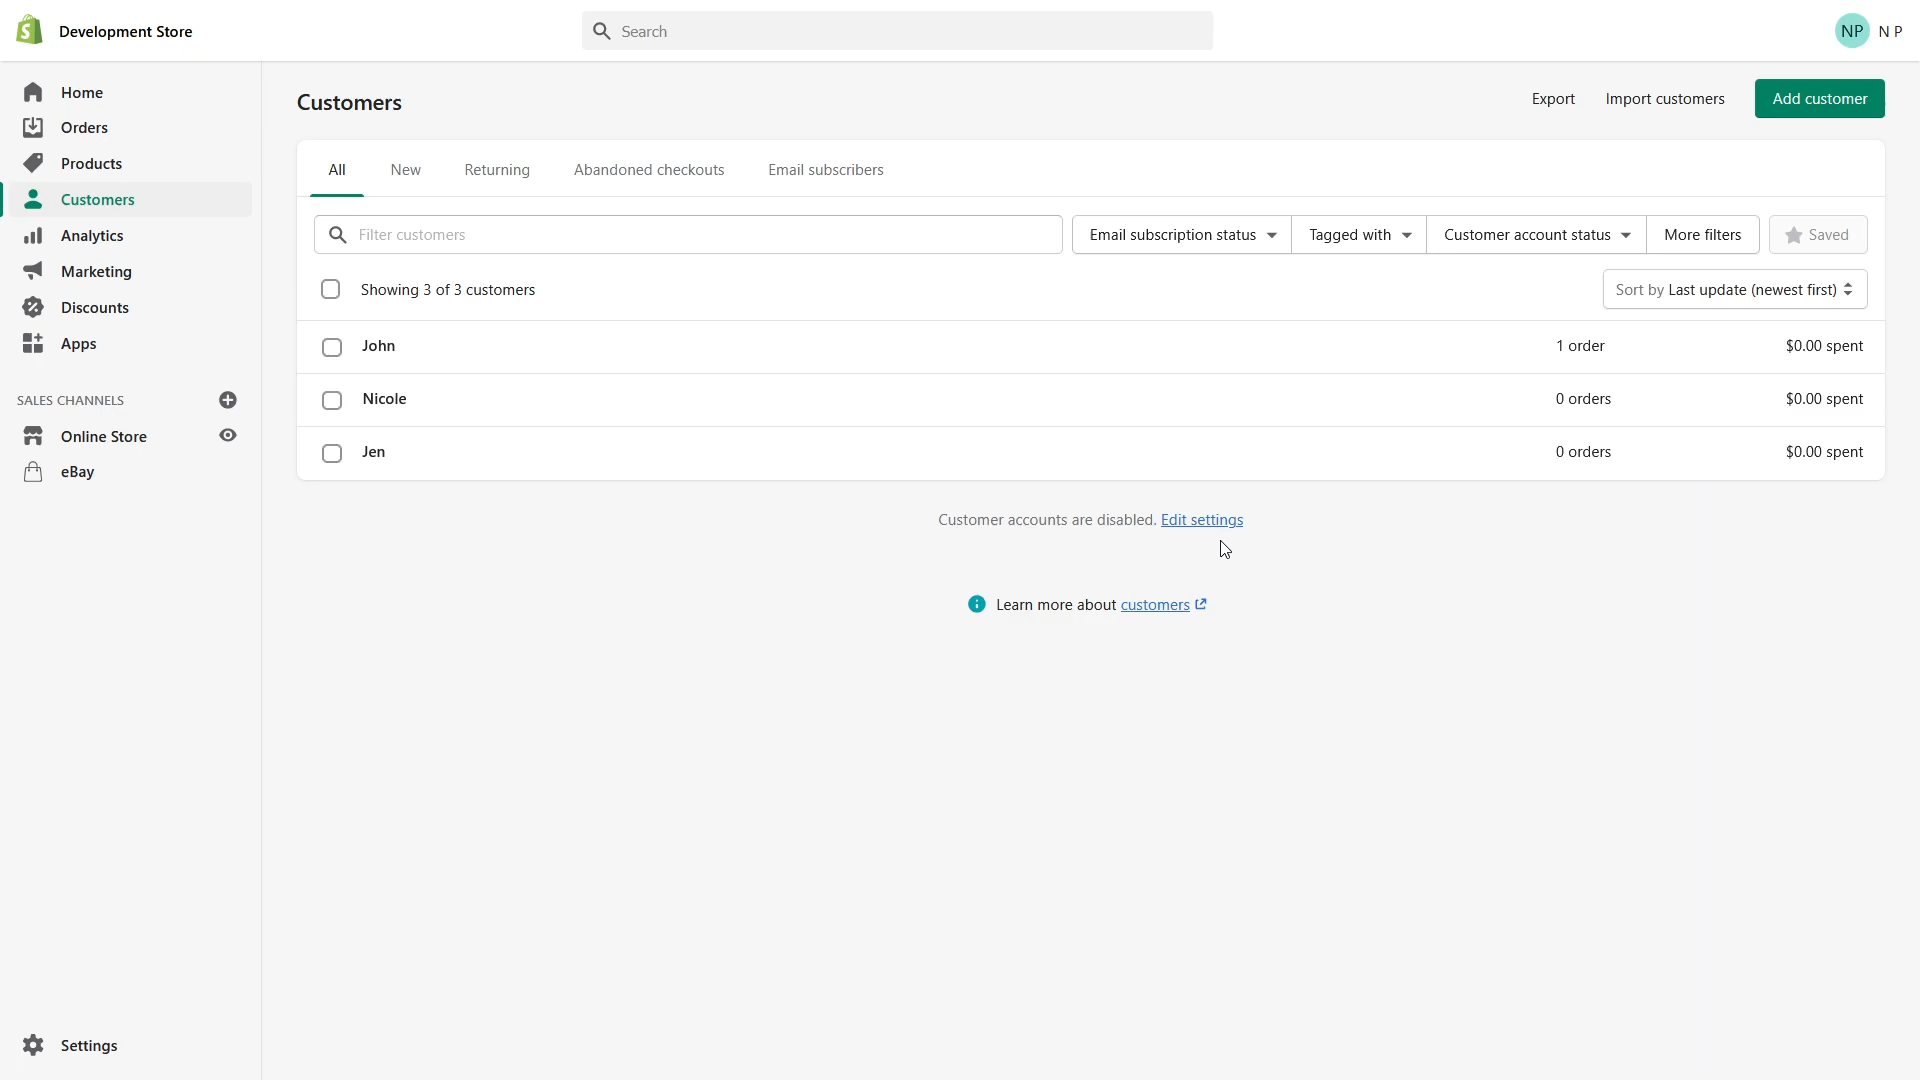 Development Store
Search
NP N P
Home
Orders
Products
Customers
Analytics
Marketing
Discounts
Apps
SALES CHANNELS
Online Store
eBay
Settings
Customers
Export Import customers Add customer
All New Returning Abandoned checkouts Email subscribers
Filter customers Email subscription status Tagged with Customer account status More filters Saved
Showing 3 of 3 customers Sort by Last update (newest first)
John 1 order $0.00 spent
Nicole 0 orders $0.00 spent
Jen 0 orders $0.00 spent
Customer accounts are disabled. Edit settings
Learn more about customers